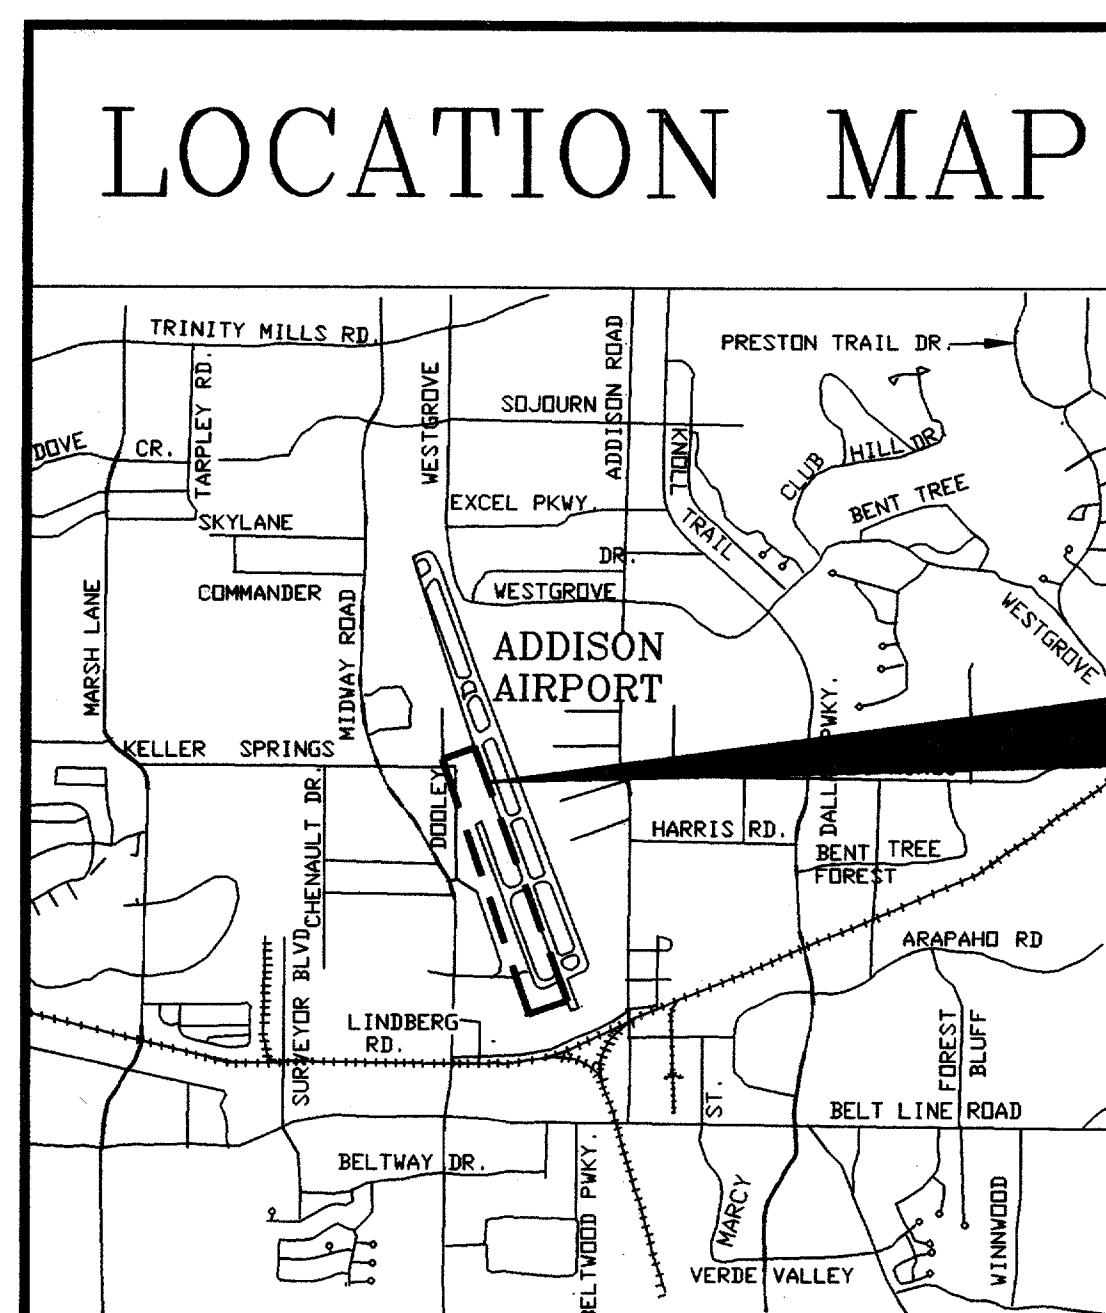 LOCATION MAP
TRINITY MILLS RD.
PRESTON TRAIL DR.
TARPLEY RD.
WESTGROVE
SOJOURN
ADDISON ROAD
KNOLL
TRAIL
DOVE CR.
CLUB HILL DR
BENT TREE
EXCEL PKWY.
SKYLANE
DR.
COMMANDER
WESTGROVE
WESTGROVE
MARSH LANE
MIDWAY ROAD
ADDISON
AIRPORT
KELLER SPRINGS
PWKY.
DALL
DOOLEY
CHENAULT DR.
HARRIS RD.
BENT TREE
FOREST
ARAPAHO RD
SURVEYOR BLVD
LINDBERG
RD.
FOREST
BLUFF
ST.
BELT LINE ROAD
BELTWAY DR.
BELTWOOD PWKY.
MARCY
WINNWOOD
VERDE VALLEY